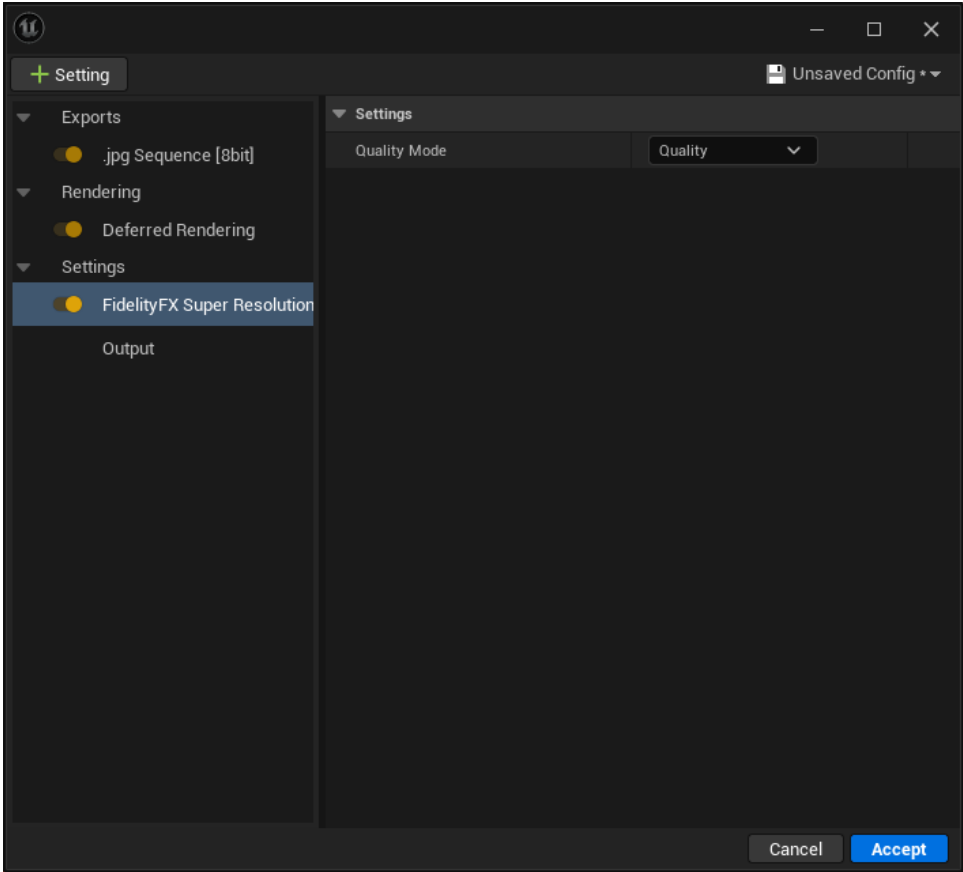 Setting
Unsaved Config *
Exports
.jpg Sequence [8bit]
Rendering
Deferred Rendering
Settings
FidelityFX Super Resolution
Output
Settings
Quality Mode
Quality
Cancel
Accept